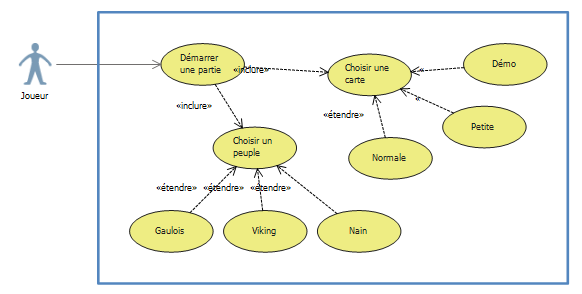 Démarrer
une partie
«inclure»
Choisir une
carte
«
Démo
Joueur
«inclure»
«étendre»
«
Petite
Choisir un
peuple
Normale
«étendre»
«étendre»
«étendre»
Gaulois
Viking
Nain